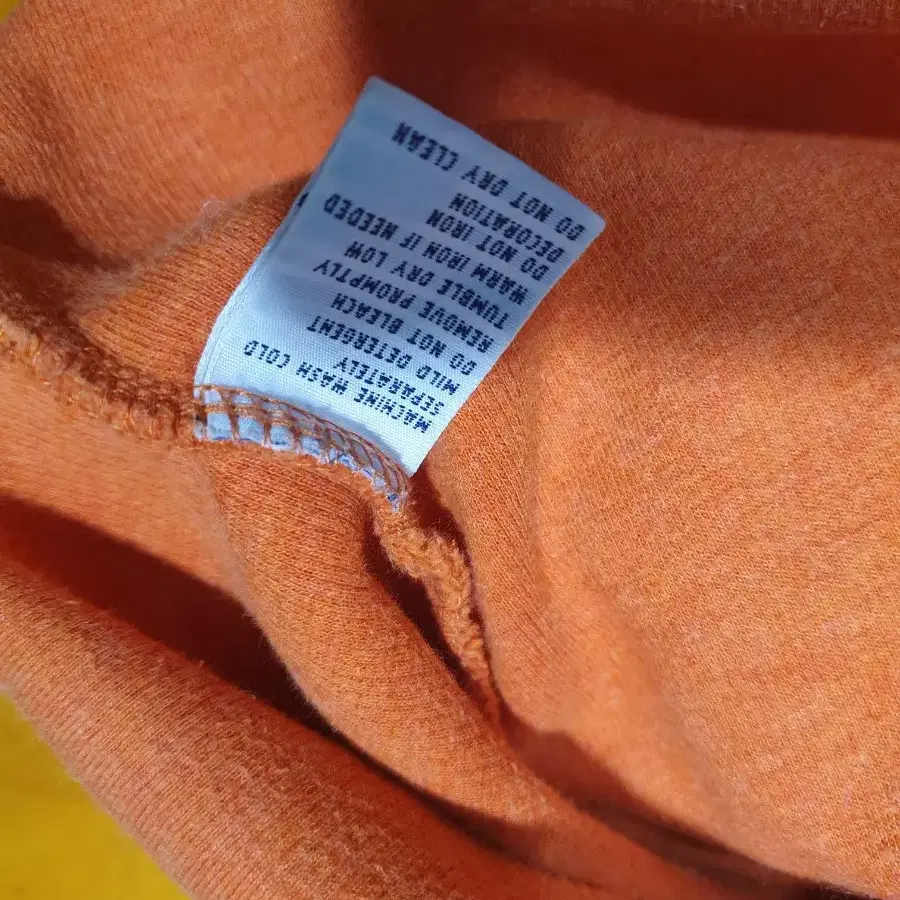 MACHINE WASH COLD
SEPARATELY
MILD DETERGENT
DO NOT BLEACH
REMOVE PROMPTLY
TUMBLE DRY LOW
WARM IRON IF NEEDED
DO NOT IRON
DECORATION
DO NOT DRY CLEAN